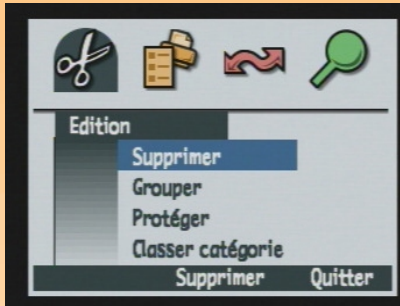 Edition
Supprimer
Grouper
Protéger
Classer catégorie
Supprimer Quitter